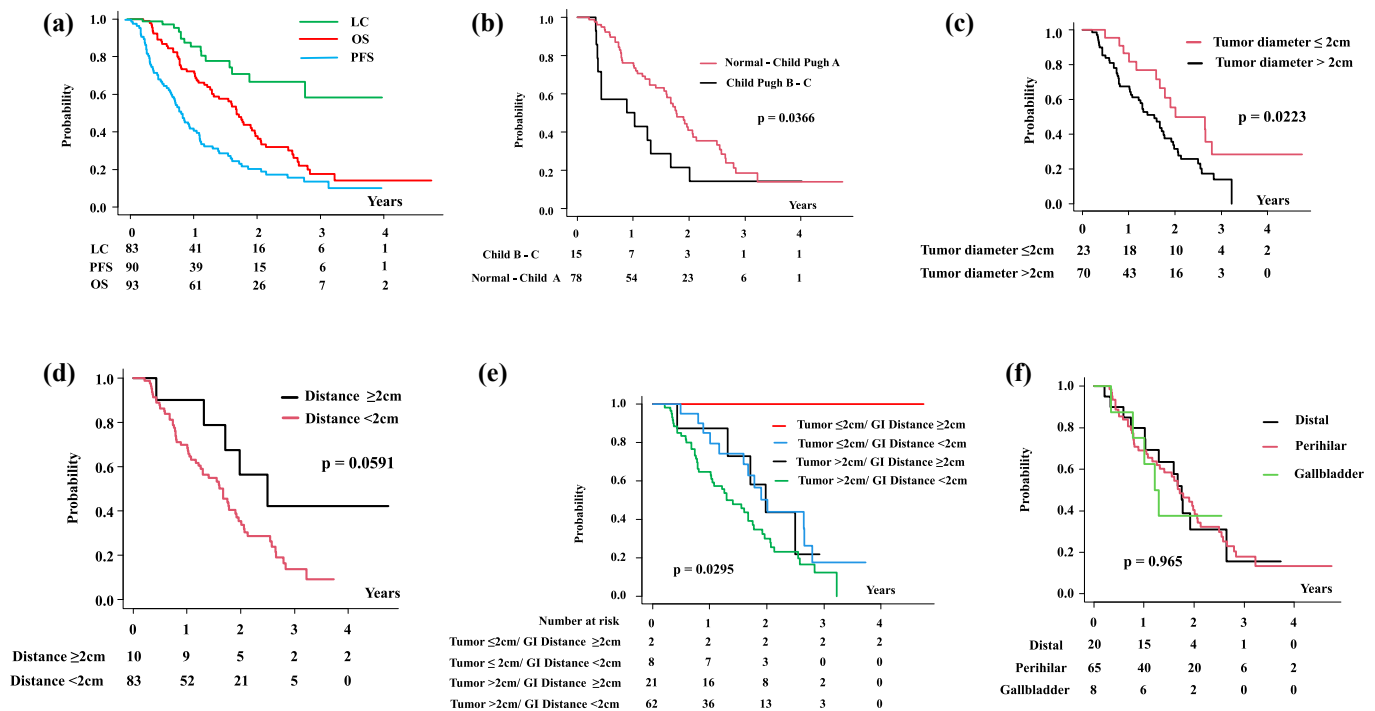 (a)
LC
OS
PFS
1.0
0.8
0.6
0.4
0.2
0.0
Probability
Years
0 1 2 3 4
LC 83 41 16 6 1
PFS 90 39 15 6 1
OS 93 61 26 7 2
(b)
Normal - Child Pugh A
Child Pugh B - C
p = 0.0366
1.0
0.8
0.6
0.4
0.2
0.0
Probability
Years
0 1 2 3 4
Child B - C 15 7 3 1 1
Normal - Child A 78 54 23 6 1
(c)
Tumor diameter ≤ 2cm
Tumor diameter > 2cm
p = 0.0223
1.0
0.8
0.6
0.4
0.2
0.0
Probability
Years
0 1 2 3 4
Tumor diameter ≤2cm 23 18 10 4 2
Tumor diameter >2cm 70 43 16 3 0
(d)
Distance ≥2cm
Distance <2cm
p = 0.0591
1.0
0.8
0.6
0.4
0.2
0.0
Probability
Years
0 1 2 3 4
Distance ≥2cm 10 9 5 2 2
Distance <2cm 83 52 21 5 0
(e)
Tumor ≤2cm/ GI Distance ≥2cm
Tumor ≤2cm/ GI Distance <2cm
Tumor >2cm/ GI Distance ≥2cm
Tumor >2cm/ GI Distance <2cm
p = 0.0295
1.0
0.8
0.6
0.4
0.2
0.0
Probability
Years
Number at risk 0 1 2 3 4
Tumor ≤2cm/ GI Distance ≥2cm 2 2 2 2 2
Tumor ≤ 2cm/ GI Distance <2cm 8 7 3 0 0
Tumor >2cm/ GI Distance ≥2cm 21 16 8 2 0
Tumor >2cm/ GI Distance <2cm 62 36 13 3 0
(f)
Distal
Perihilar
Gallbladder
p = 0.965
1.0
0.8
0.6
0.4
0.2
0.0
Probability
Years
0 1 2 3 4
Distal 20 15 4 1 0
Perihilar 65 40 20 6 2
Gallbladder 8 6 2 0 0